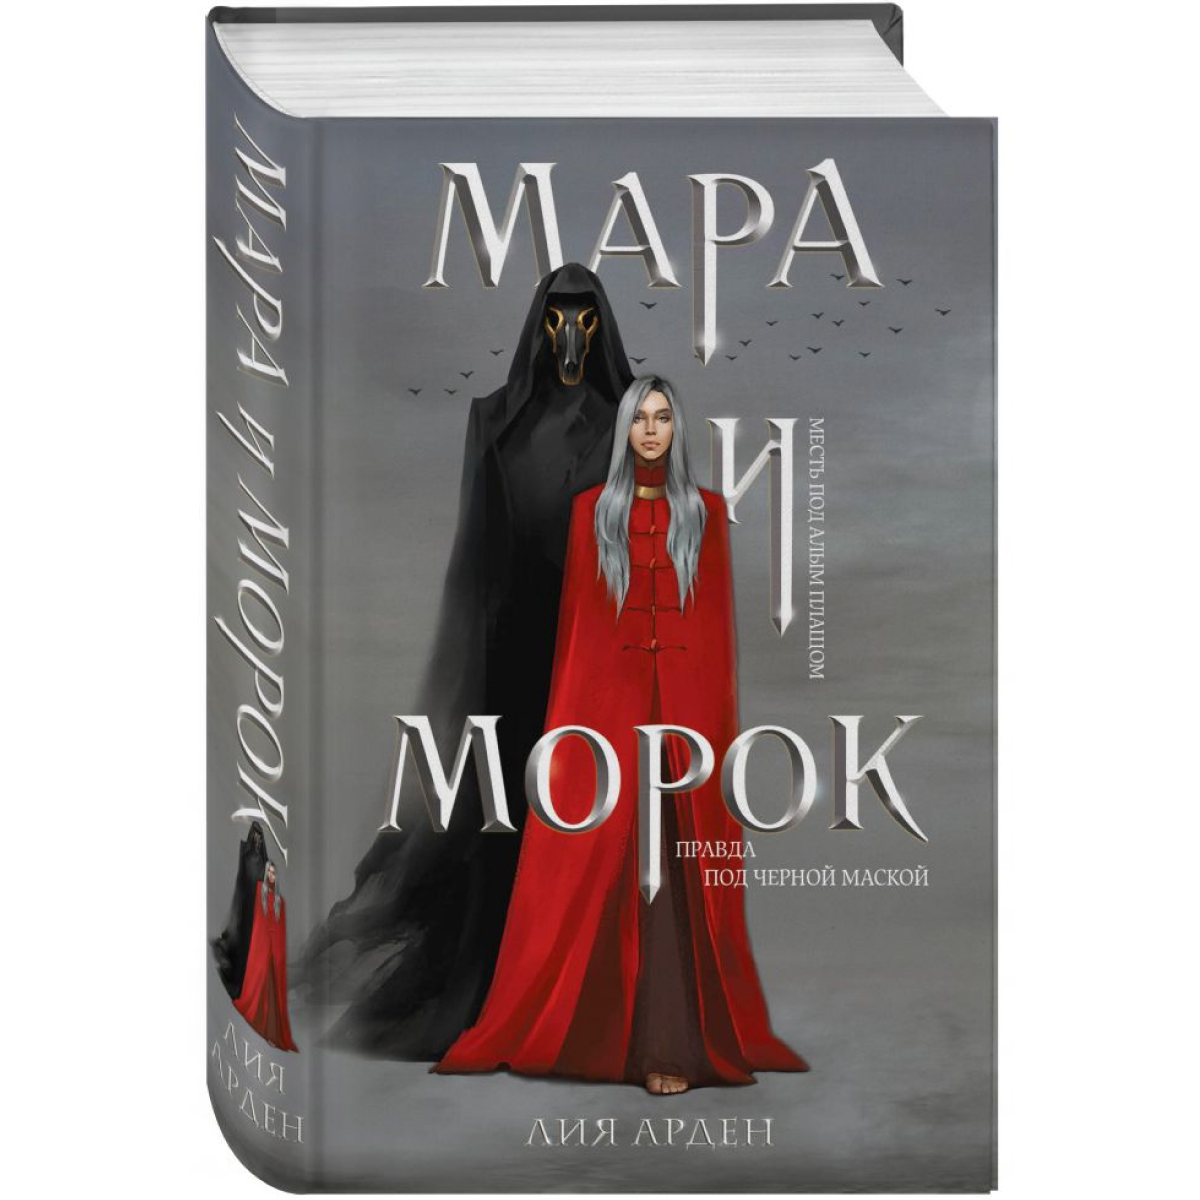 МАРА
И
МЕСТЬ ПОД АЛЫМ ПЛАЩОМ
МОРОК
ПРАВДА
ПОД ЧЕРНОЙ МАСКОЙ
ЛИЯ АРДЕН
МАРА И МОРОК
ЛИЯ
АРДЕН